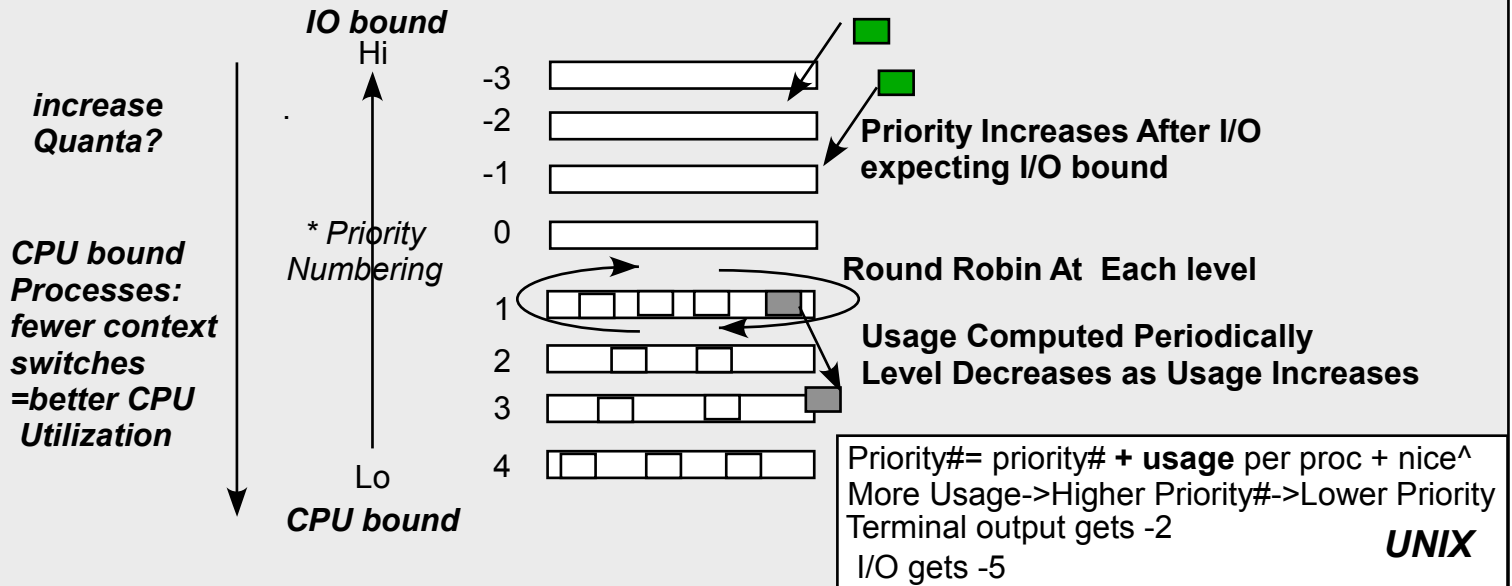 IO bound
Hi
increase
Quanta?
CPU bound
Processes:
fewer context
switches
=better CPU
Utilization
* Priority
Numbering
Lo
CPU bound
-3
-2
-1
0
1
2
3
4
Priority Increases After I/O
expecting I/O bound
Round Robin At Each level
Usage Computed Periodically
Level Decreases as Usage Increases
Priority#= priority# + usage per proc + nice^
More Usage->Higher Priority#->Lower Priority
Terminal output gets -2
I/O gets -5
UNIX